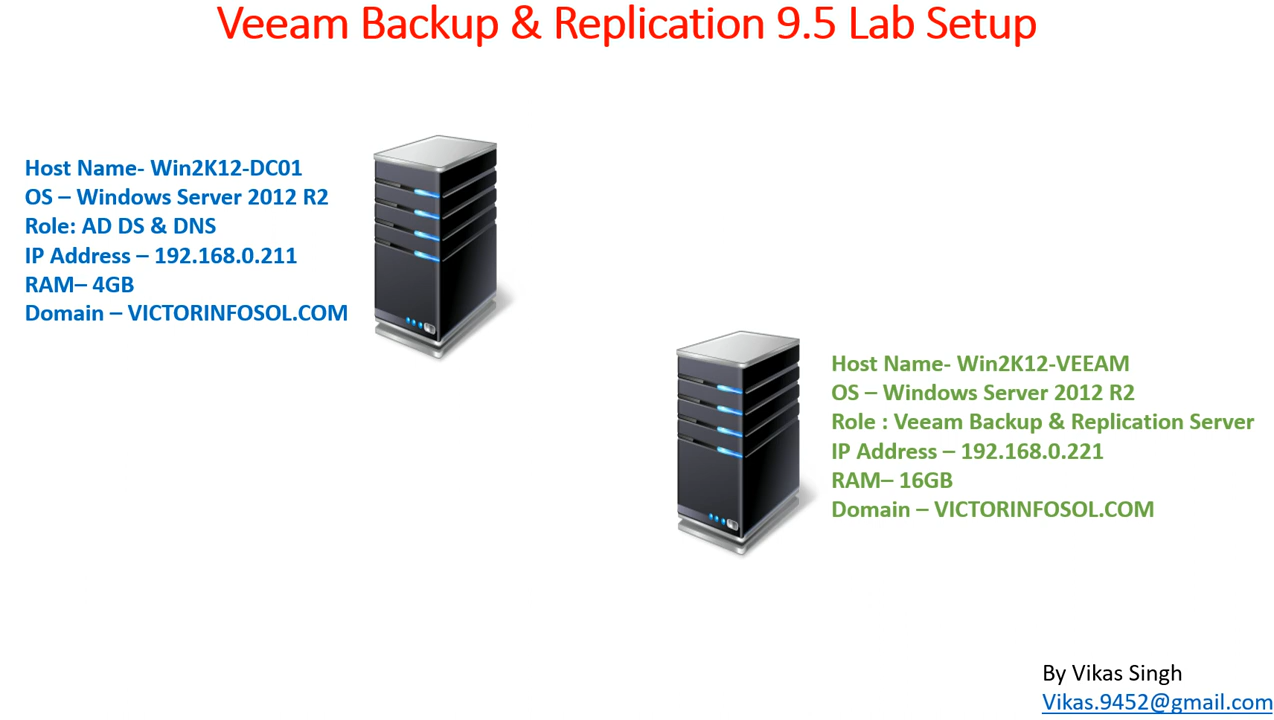 Veeam Backup & Replication 9.5 Lab Setup
Host Name- Win2K12-DC01
OS – Windows Server 2012 R2
Role: AD DS & DNS
IP Address – 192.168.0.211
RAM– 4GB
Domain – VICTORINFOSOL.COM
Host Name- Win2K12-VEEAM
OS – Windows Server 2012 R2
Role : Veeam Backup & Replication Server
IP Address – 192.168.0.221
RAM– 16GB
Domain – VICTORINFOSOL.COM
By Vikas Singh
Vikas.9452@gmail.com